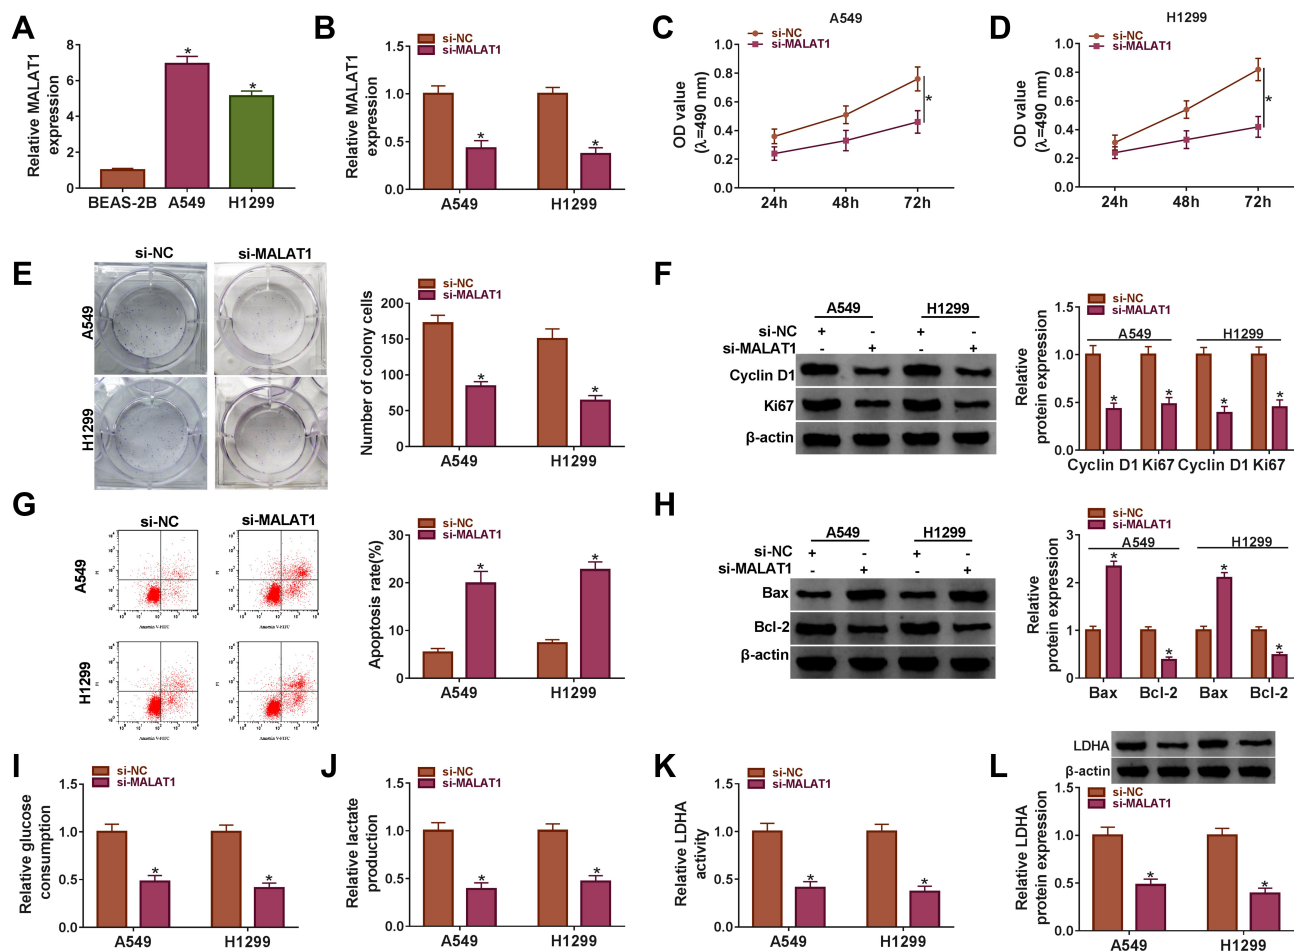 A
Relative MALAT1
expression
8
6
4
2
0
*
*
BEAS-2B A549 H1299
B
si-NC
si-MALAT1
Relative MALAT1
expression
1.5
1.0
0.5
0.0
*
*
A549 H1299
C
A549
si-NC
si-MALAT1
OD value
(λ=490 nm)
1.0
0.8
0.6
0.4
0.2
0.0
*
24h 48h 72h
D
H1299
si-NC
si-MALAT1
OD value
(λ=490 nm)
1.0
0.8
0.6
0.4
0.2
0.0
*
24h 48h 72h
E
si-NC si-MALAT1
A549
H1299
si-NC
si-MALAT1
Number of colony cells
200
150
100
50
0
*
*
A549 H1299
F
A549 H1299
si-NC + - + -
si-MALAT1 - + - +
Cyclin D1
Ki67
β-actin
si-NC
si-MALAT1
Relative
protein expression
1.5
1.0
0.5
0.0
A549 H1299
*
*
*
*
Cyclin D1 Ki67 Cyclin D1 Ki67
G
si-NC si-MALAT1
A549
H1299
Annexin V-FITC
Annexin V-FITC
Annexin V-FITC
Annexin V-FITC
si-NC
si-MALAT1
Apoptosis rate(%)
30
20
10
0
*
*
A549 H1299
H
A549 H1299
si-NC + - + -
si-MALAT1 - + - +
Bax
Bcl-2
β-actin
si-NC
si-MALAT1
Relative
protein expression
3
2
1
0
A549 H1299
*
*
*
*
Bax Bcl-2 Bax Bcl-2
I
si-NC
si-MALAT1
Relative glucose
consumption
1.5
1.0
0.5
0.0
*
*
A549 H1299
J
si-NC
si-MALAT1
Relative lactate
production
1.5
1.0
0.5
0.0
*
*
A549 H1299
K
si-NC
si-MALAT1
Relative LDHA
activity
1.5
1.0
0.5
0.0
*
*
A549 H1299
L
LDHA
β-actin
si-NC
si-MALAT1
Relative LDHA
protein expression
1.5
1.0
0.5
0.0
*
*
A549 H1299